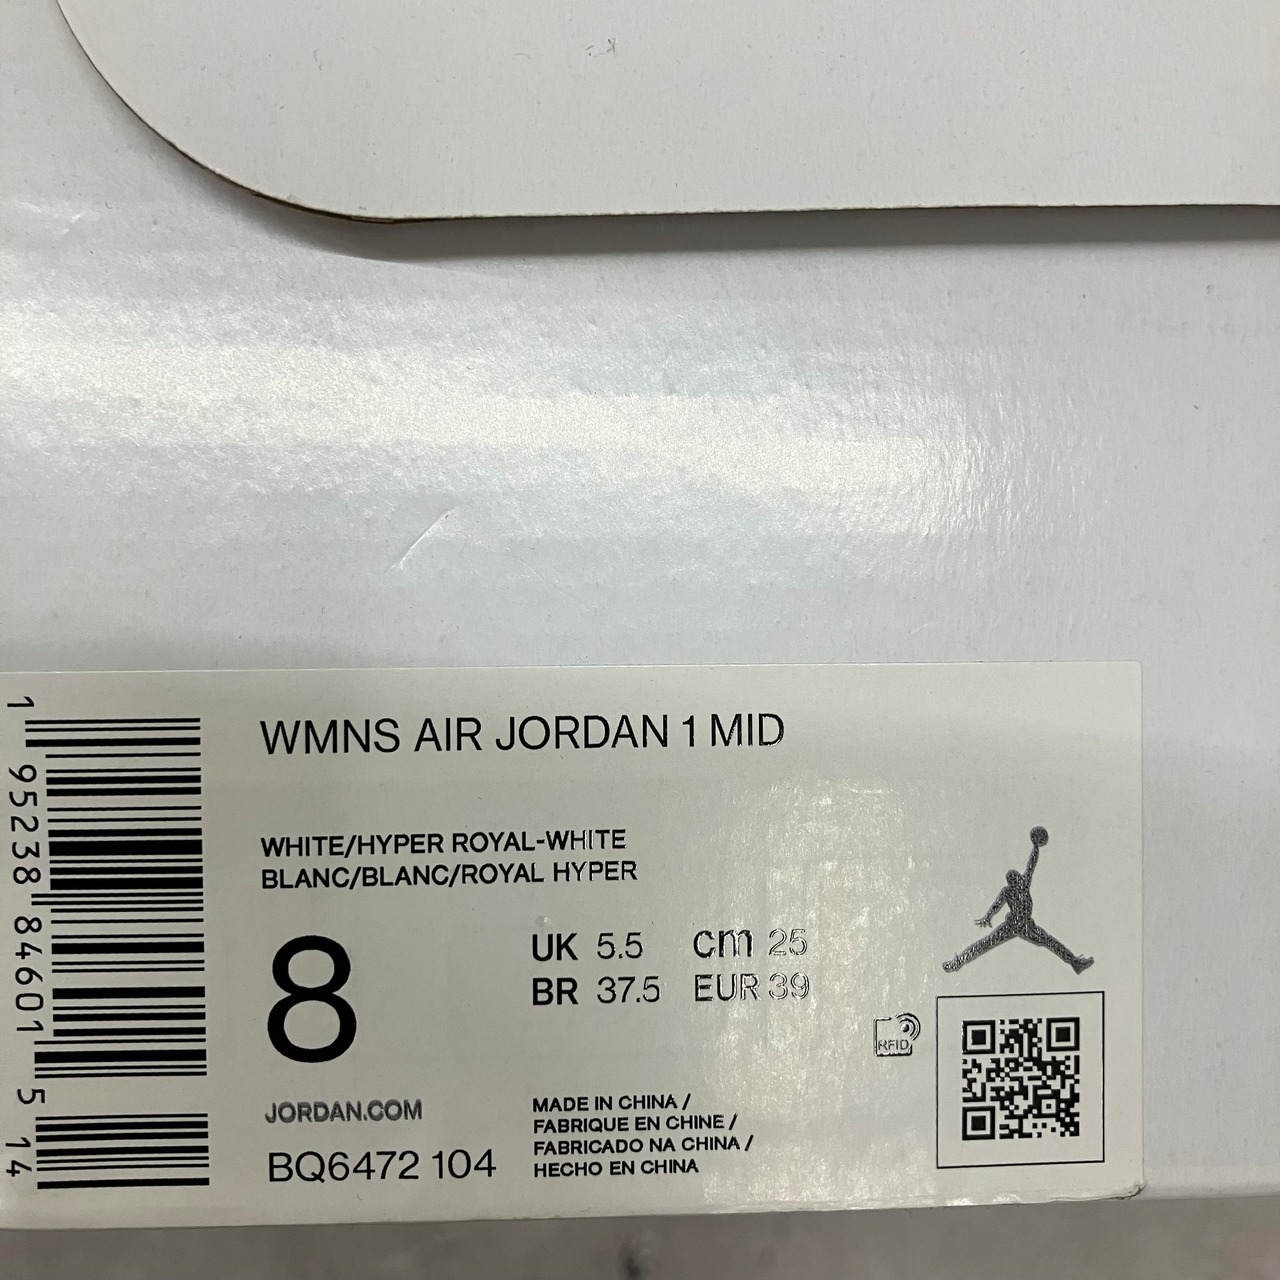 WMNS AIR JORDAN 1 MID
WHITE/HYPER ROYAL-WHITE
BLANC/BLANC/ROYAL HYPER
8
UK 5.5 cm 25
BR 37.5 EUR 39
RFID
JORDAN.COM
BQ6472 104
MADE IN CHINA /
FABRIQUE EN CHINE /
FABRICADO NA CHINA /
HECHO EN CHINA
1 95238 84601 5 14